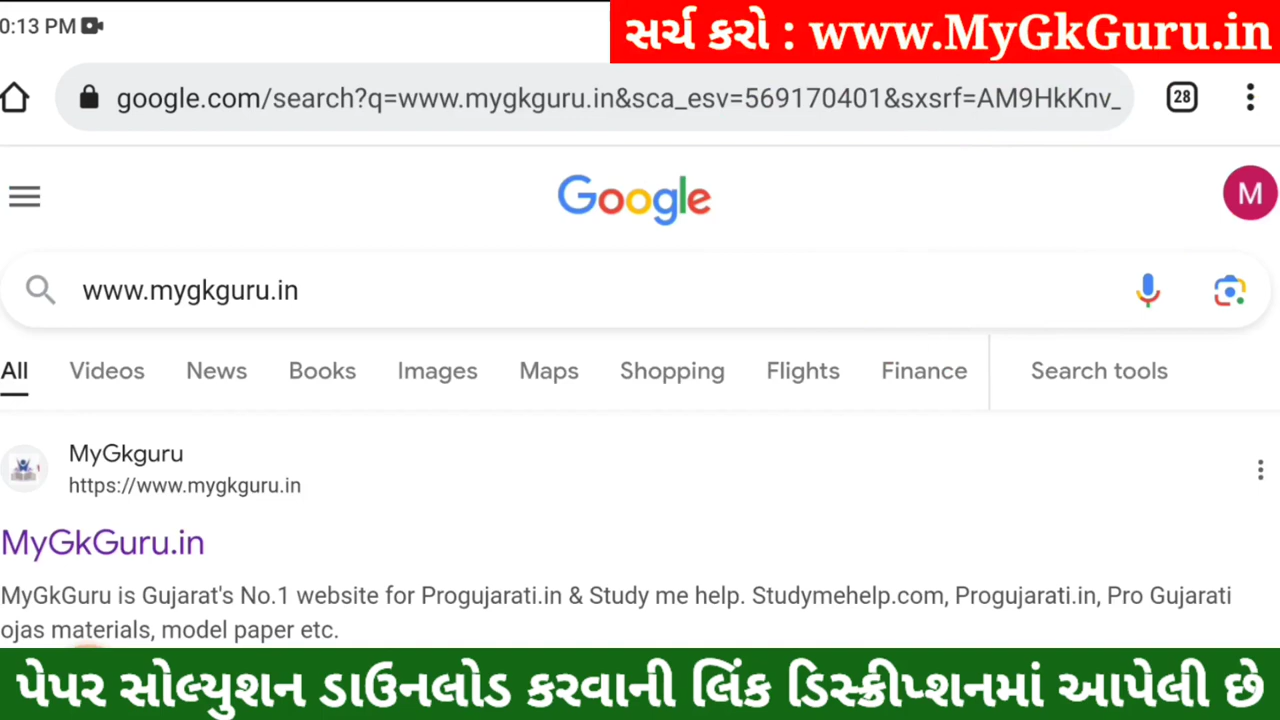 0:13 PM
સર્ચ કરો : www.MyGkGuru.in
google.com/search?q=www.mygkguru.in&sca_esv=569170401&sxsrf=AM9HkKnv_
28
Google
M
www.mygkguru.in
All Videos News Books Images Maps Shopping Flights Finance Search tools
MyGkguru
https://www.mygkguru.in
MyGkGuru.in
MyGkGuru is Gujarat's No.1 website for Progujarati.in & Study me help. Studymehelp.com, Progujarati.in, Pro Gujarati
ojas materials, model paper etc.
પેપર સોલ્યુશન ડાઉનલોડ કરવાની લિંક ડિસ્ક્રીપ્શનમાં આપેલી છે